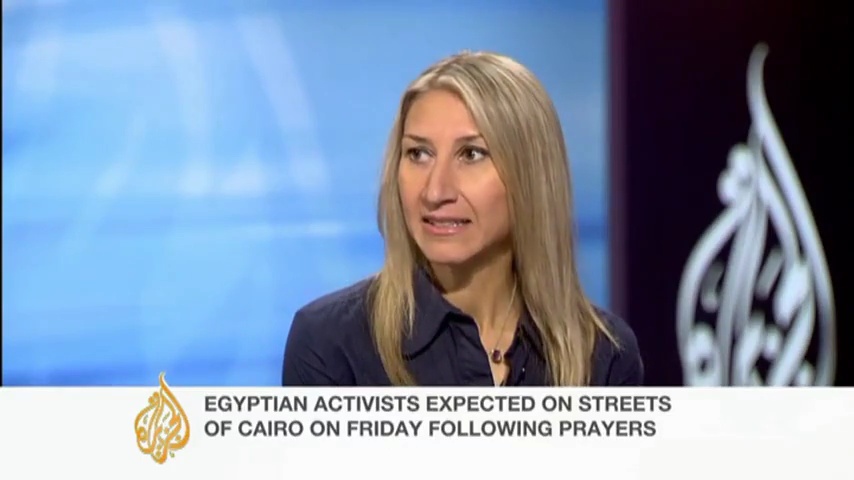 EGYPTIAN ACTIVISTS EXPECTED ON STREETS
OF CAIRO ON FRIDAY FOLLOWING PRAYERS